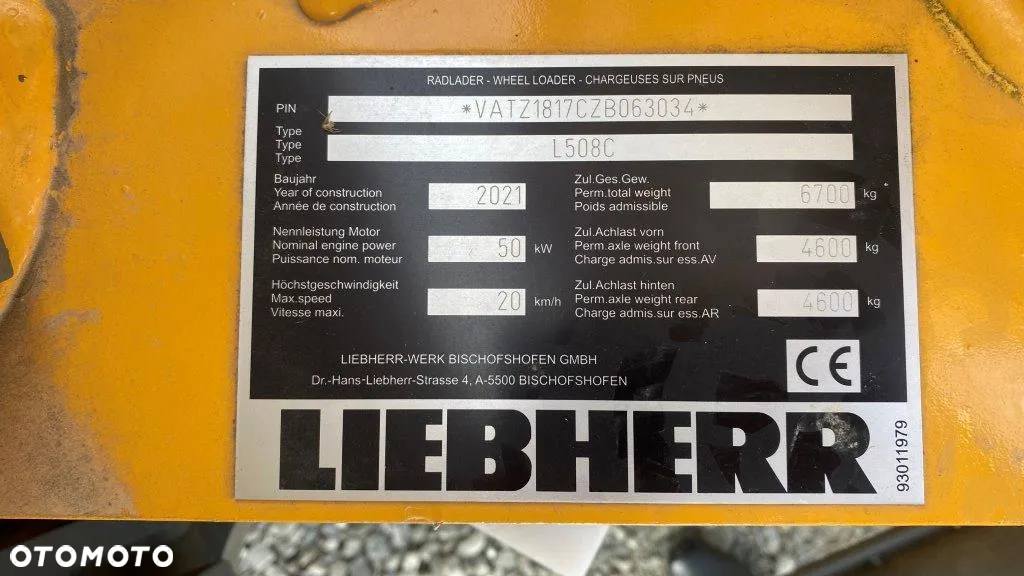 RADLADER - WHEEL LOADER - CHARGEUSES SUR PNEUS
PIN *VATZ1817CZB063034*
Type
Type L508C
Type
Baujahr
Year of construction 2021
Année de construction
Zul.Ges.Gew.
Perm.total weight 6700 kg
Poids admissible
Nennleistung Motor
Nominal engine power 50 kW
Puissance nom. moteur
Zul.Achlast vorn
Perm.axle weight front 4600 kg
Charge admis.sur ess.AV
Höchstgeschwindigkeit
Max.speed 20 km/h
Vitesse maxi.
Zul.Achlast hinten
Perm.axle weight rear 4600 kg
Charge admis.sur ess.AR
LIEBHERR-WERK BISCHOFSHOFEN GMBH
Dr.-Hans-Liebherr-Strasse 4, A-5500 BISCHOFSHOFEN
CE
LIEBHERR
93011979
OTOMOTO